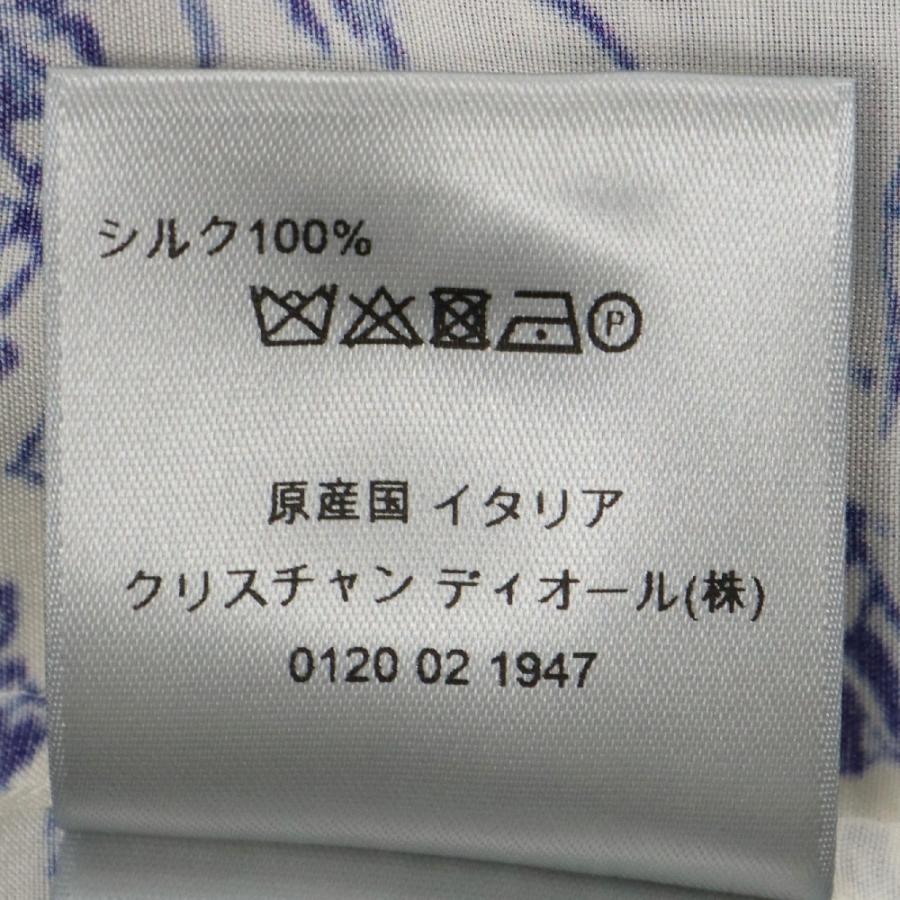 シルク100%
P
原産国 イタリア
クリスチャン ディオール(株)
0120 02 1947